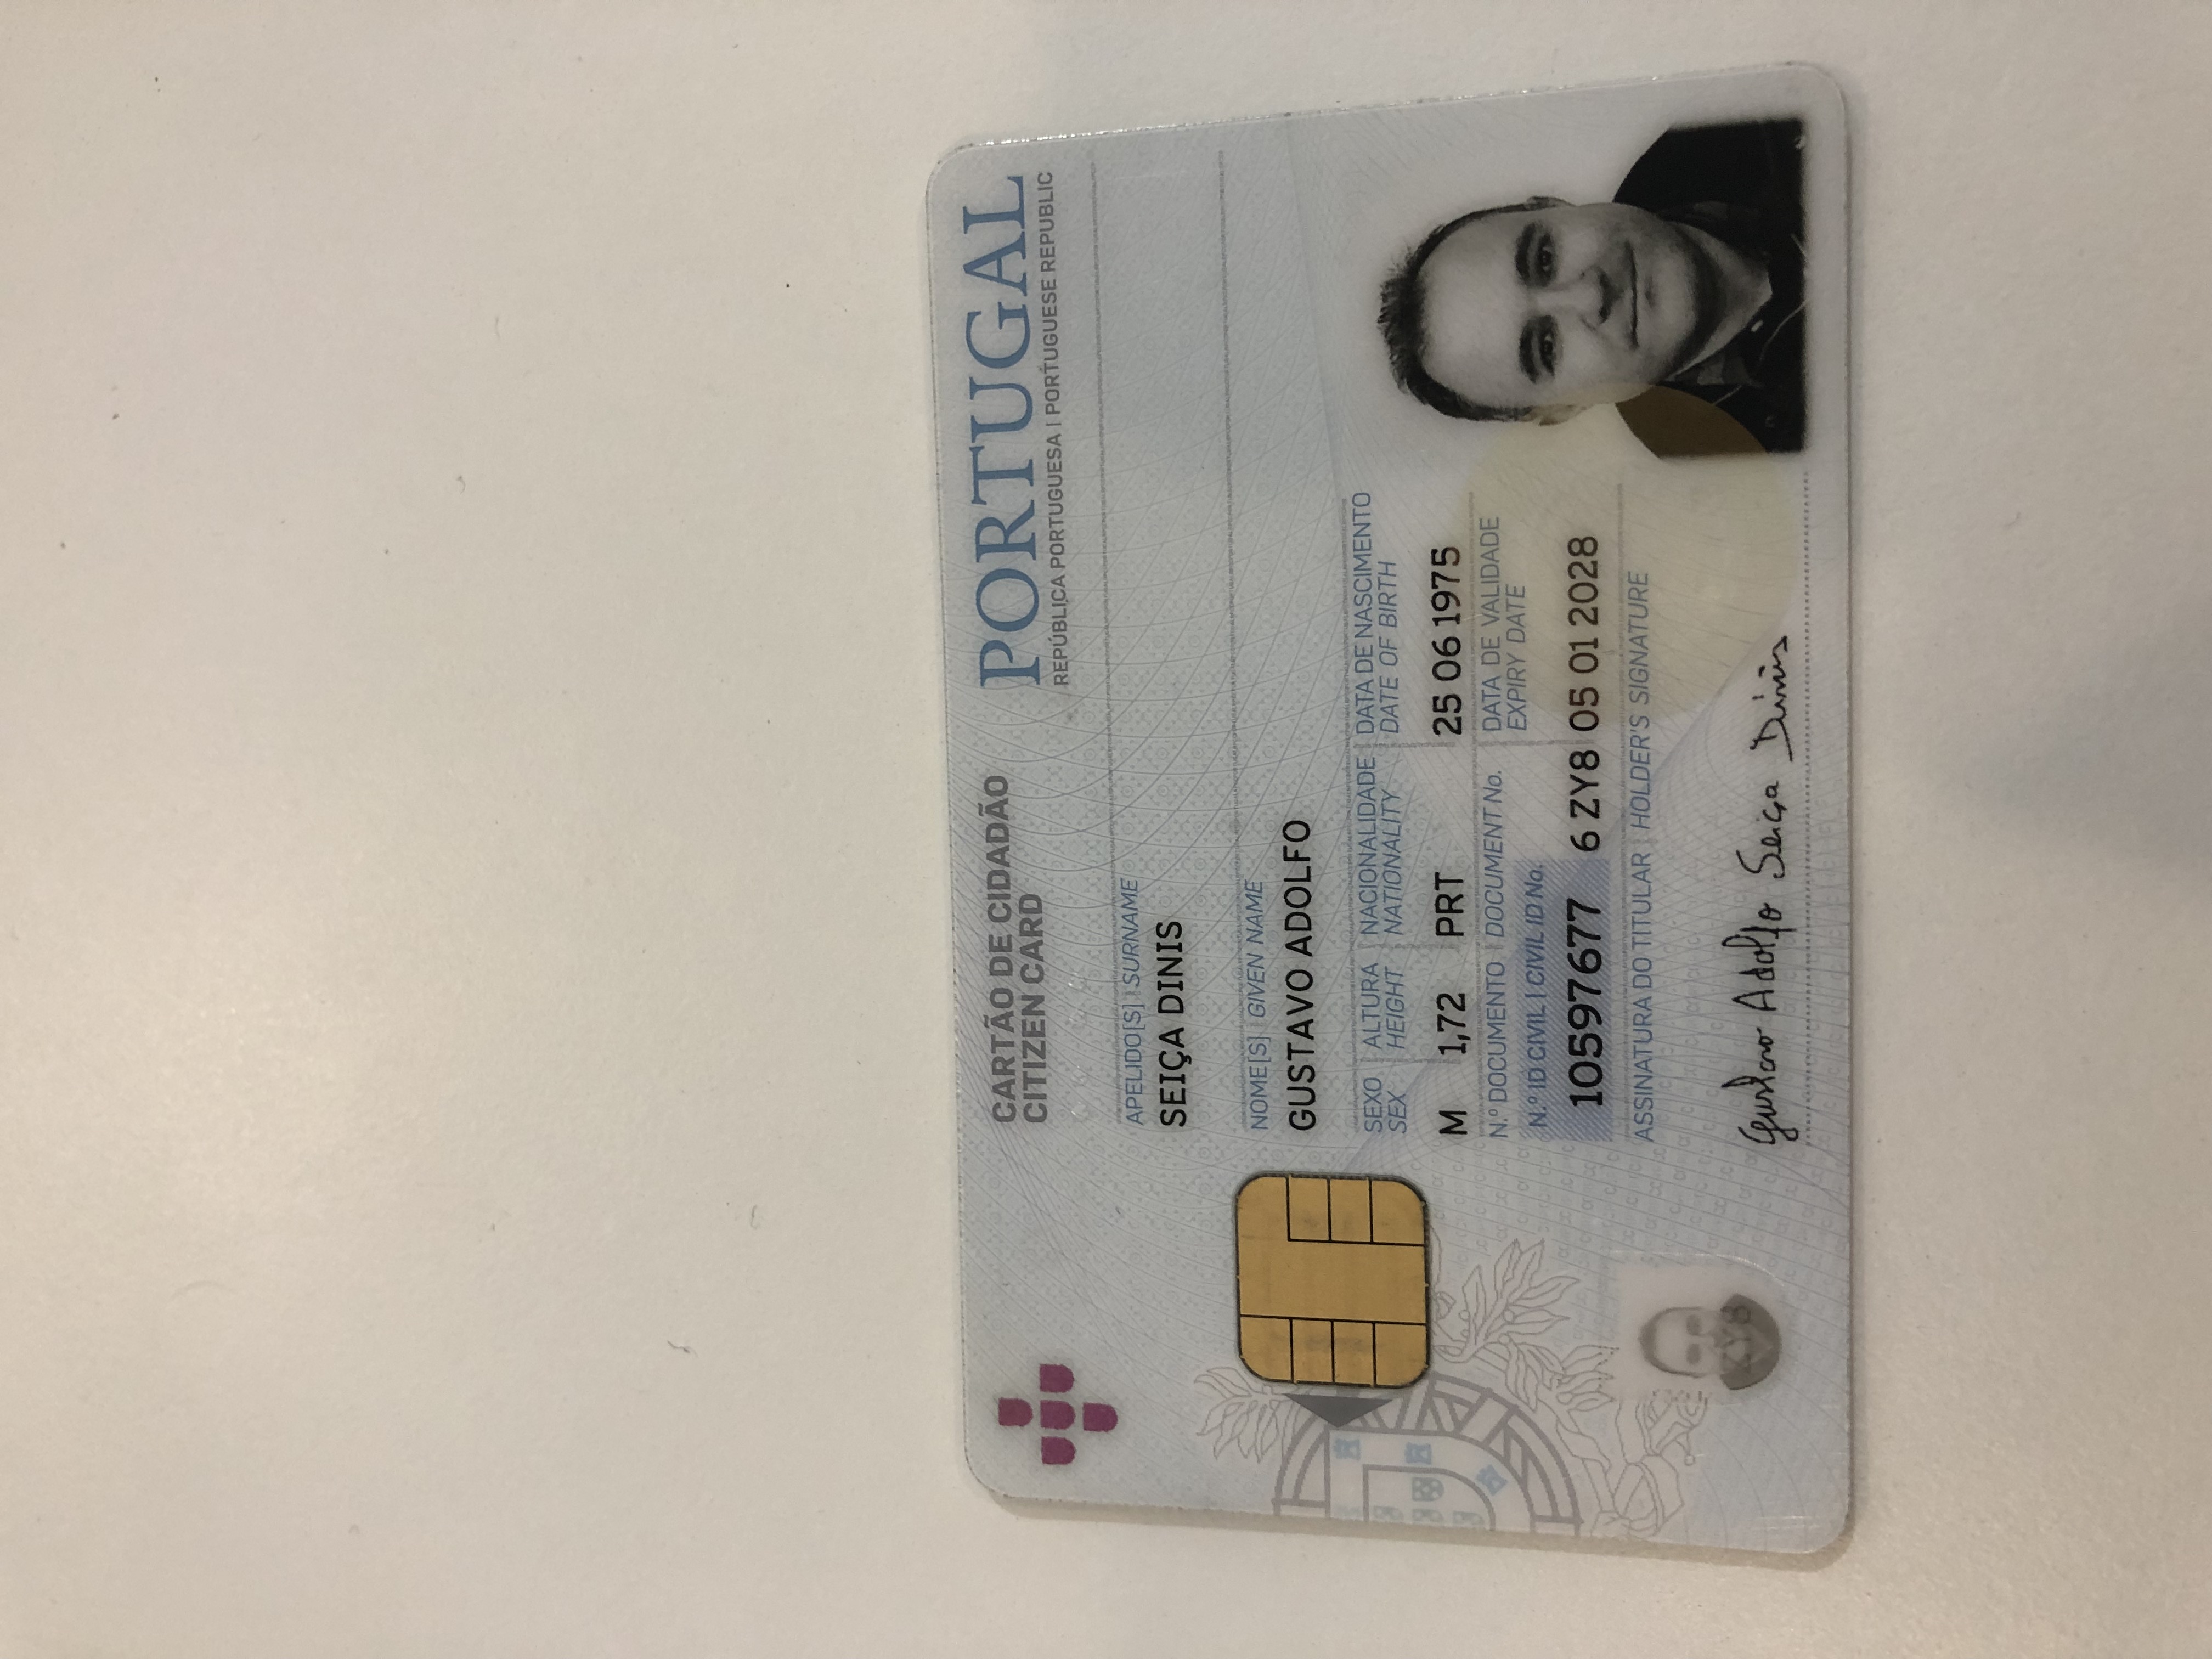 CARTÃO DE CIDADÃO
CITIZEN CARD
PORTUGAL
REPÚBLICA PORTUGUESA | PORTUGUESE REPUBLIC
APELIDO[S] | SURNAME
SEIÇA DINIS
NOME[S] | GIVEN NAME
GUSTAVO ADOLFO
SEXO ALTURA NACIONALIDADE DATA DE NASCIMENTO
SEX HEIGHT NATIONALITY DATE OF BIRTH
M 1,72 PRT 25 06 1975
N.º DOCUMENTO | DOCUMENT No. DATA DE VALIDADE
EXPIRY DATE
N.º ID CIVIL | CIVIL ID No.
10597677 6 ZY8 05 01 2028
ASSINATURA DO TITULAR | HOLDER'S SIGNATURE
ZY8
Gustavo Adolfo Seiça Dinis